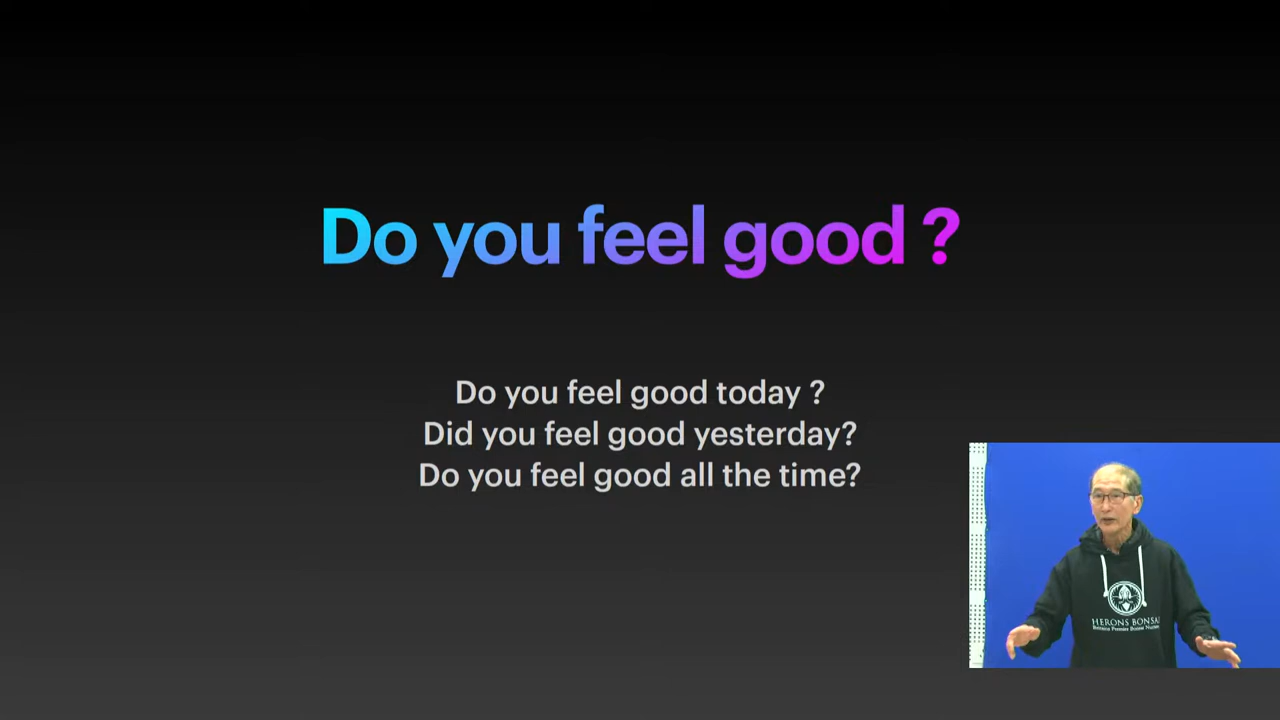 Do you feel good ?
Do you feel good today ?
Did you feel good yesterday?
Do you feel good all the time?
HERONS BONSAI